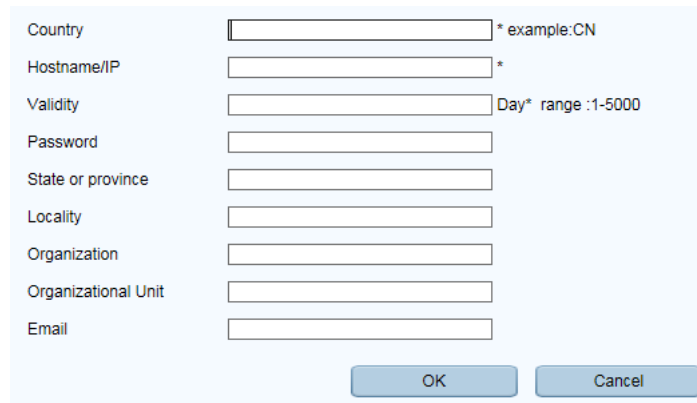 Country * example:CN
Hostname/IP *
Validity Day* range :1-5000
Password
State or province
Locality
Organization
Organizational Unit
Email
OK Cancel